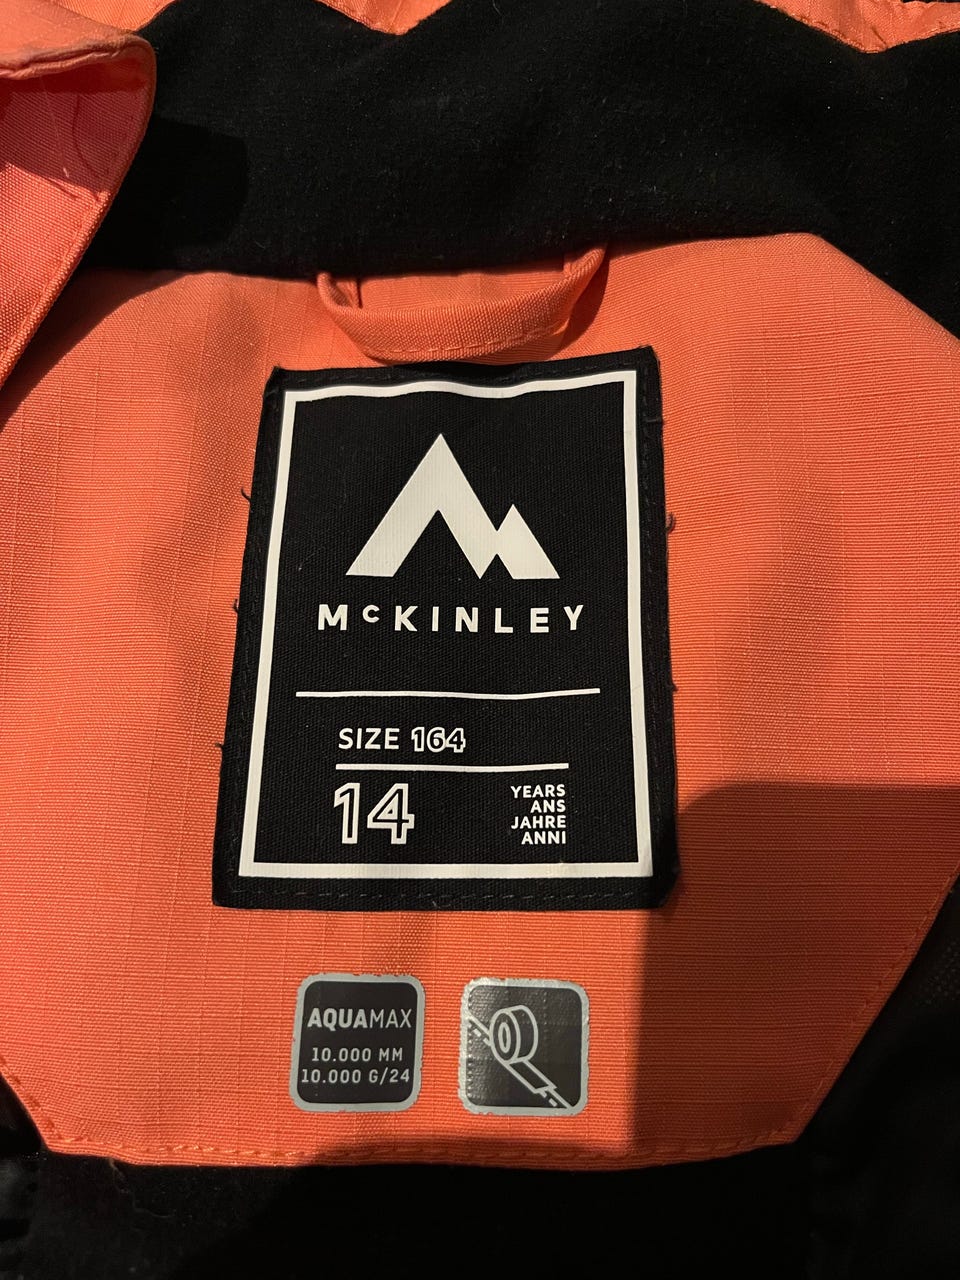 McKINLEY
SIZE 164
14
YEARS
ANS
JAHRE
ANNI
AQUAMAX
10.000 MM
10.000 G/24